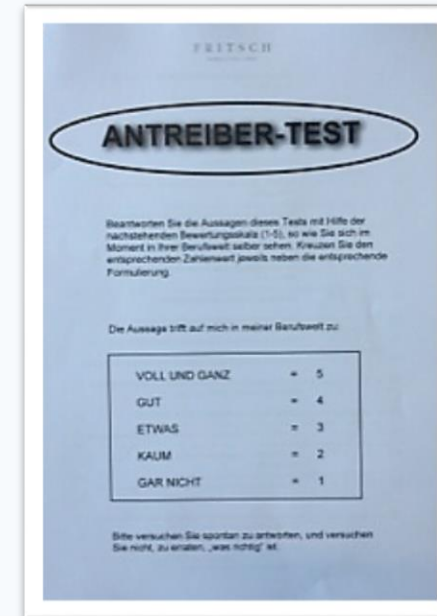 FRITSCH
ANTREIBER-TEST
Beantworten Sie die Aussagen dieses Tests mit Hilfe der
nachstehenden Bewertungsskala (1-5), so wie Sie sich im
Moment in Ihrer Berufswelt selber sehen. Kreuzen Sie den
entsprechenden Zahlenwert jeweils neben die entsprechende
Formulierung.
Die Aussage trifft auf mich in meiner Berufswelt zu:
VOLL UND GANZ = 5
GUT = 4
ETWAS = 3
KAUM = 2
GAR NICHT = 1
Bitte versuchen Sie spontan zu antworten, und versuchen
Sie nicht, zu erraten, „was richtig" ist.